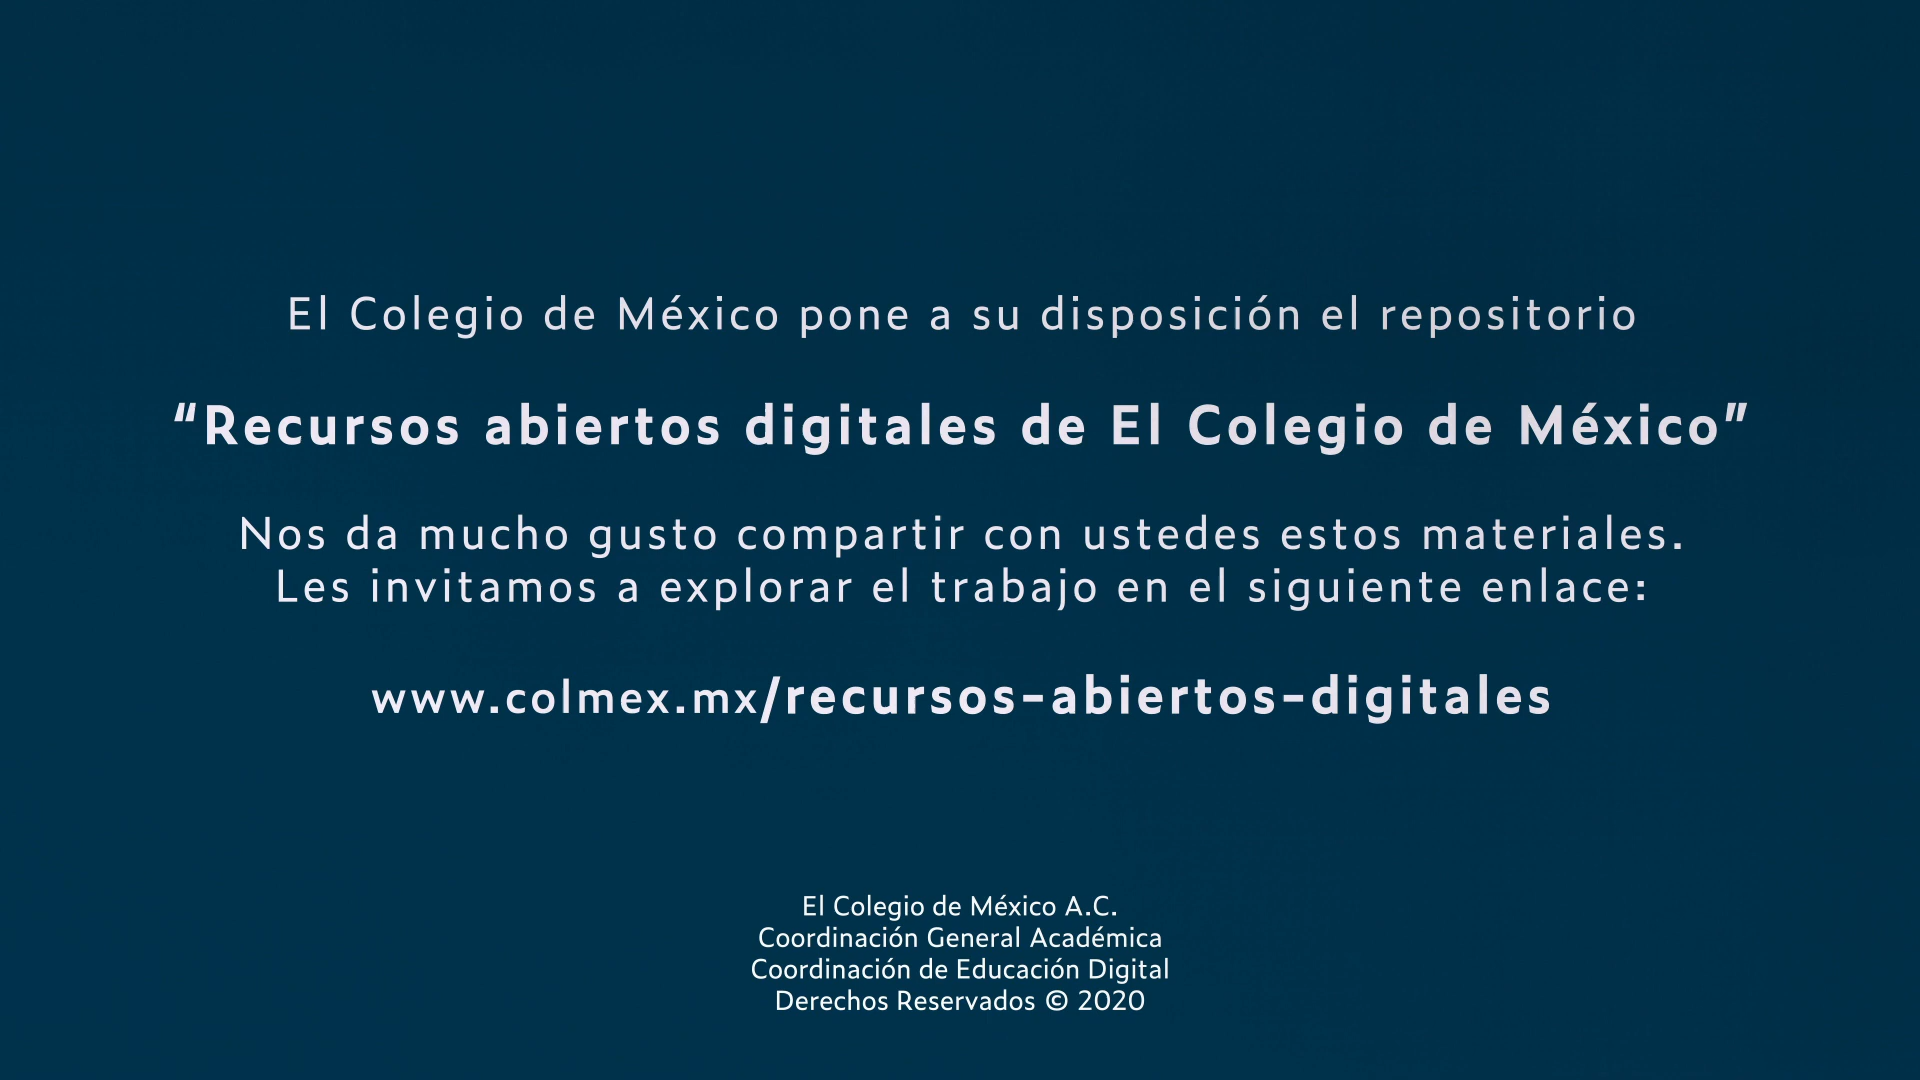 El Colegio de México pone a su disposición el repositorio
“Recursos abiertos digitales de El Colegio de México”
Nos da mucho gusto compartir con ustedes estos materiales.
Les invitamos a explorar el trabajo en el siguiente enlace:
www.colmex.mx/recursos-abiertos-digitales
El Colegio de México A.C.
Coordinación General Académica
Coordinación de Educación Digital
Derechos Reservados © 2020